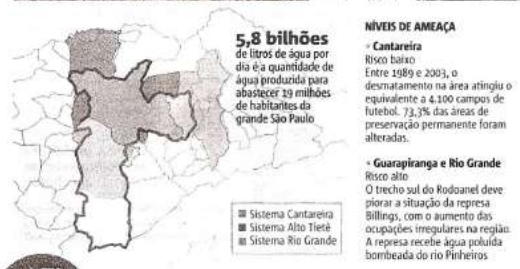 5,8 bilhões
de litros de água por
dia é a quantidade de
água produzida para
abastecer 19 milhões
de habitantes da
grande São Paulo
Sistema Cantareira
Sistema Alto Tietê
Sistema Rio Grande
NÍVEIS DE AMEAÇA
• Cantareira
Risco baixo
Entre 1989 e 2003, o
desmatamento na área atingiu o
equivalente a 4.100 campos de
futebol. 73,3% das áreas de
preservação permanente foram
alteradas.
• Guarapiranga e Rio Grande
Risco alto
O trecho sul do Rodoanel deve
piorar a situação da represa
Billings, com o aumento das
ocupações irregulares na região.
A represa recebe água poluída
bombeada do rio Pinheiros